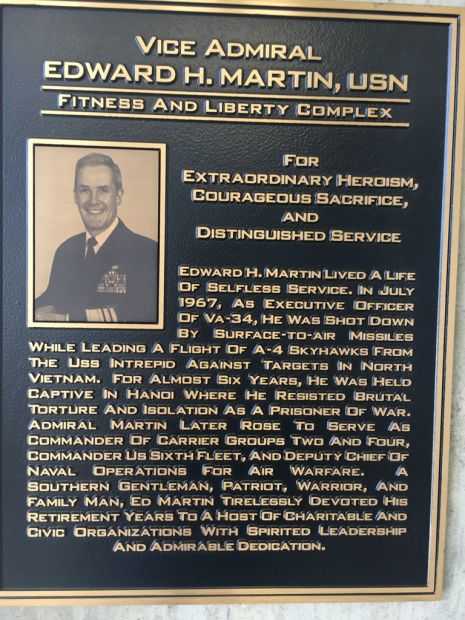 Vice Admiral
Edward H. Martin, USN
Fitness And Liberty Complex
For
Extraordinary Heroism,
Courageous Sacrifice,
and
Distinguished Service
Edward H. Martin Lived A Life
Of Selfless Service. In July
1967, As Executive Officer
Of Va-34, He Was Shot Down
By Surface-to-air Missiles
While Leading A Flight Of A-4 Skyhawks From
The Uss Intrepid Against Targets In North
Vietnam. For Almost Six Years, He Was Held
Captive In Hanoi Where He Resisted Brutal
Torture And Isolation As A Prisoner Of War.
Admiral Martin Later Rose To Serve As
Commander Of Carrier Groups Two And Four,
Commander Us Sixth Fleet, And Deputy Chief Of
Naval Operations For Air Warfare. A
Southern Gentleman, Patriot, Warrior, And
Family Man, Ed Martin Tirelessly Devoted His
Retirement Years To A Host Of Charitable And
Civic Organizations With Spirited Leadership
And Admirable Dedication.